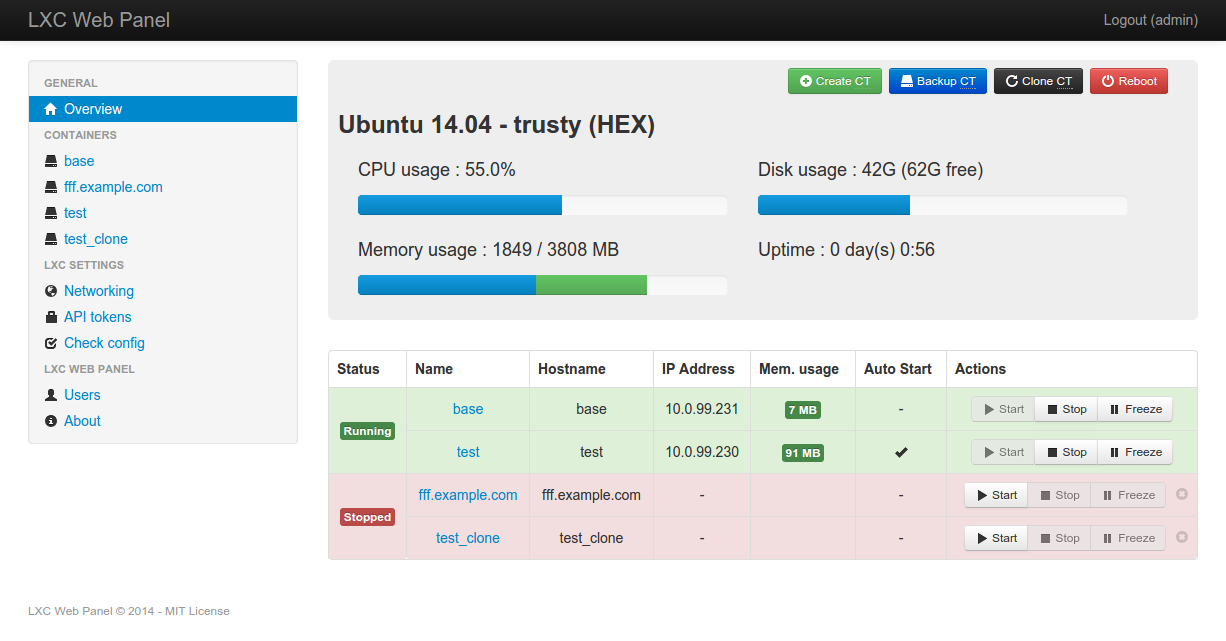 LXC Web Panel
Logout (admin)
GENERAL
Overview
CONTAINERS
base
fff.example.com
test
test_clone
LXC SETTINGS
Networking
API tokens
Check config
LXC WEB PANEL
Users
About
Create CT Backup CT Clone CT Reboot
Ubuntu 14.04 - trusty (HEX)
CPU usage : 55.0% Disk usage : 42G (62G free)
Memory usage : 1849 / 3808 MB Uptime : 0 day(s) 0:56
Status Name Hostname IP Address Mem. usage Auto Start Actions
Running
base base 10.0.99.231 7 MB - Start Stop Freeze
test test 10.0.99.230 91 MB Start Stop Freeze
Stopped
fff.example.com fff.example.com - - Start Stop Freeze
test_clone test_clone - - Start Stop Freeze
LXC Web Panel © 2014 - MIT License